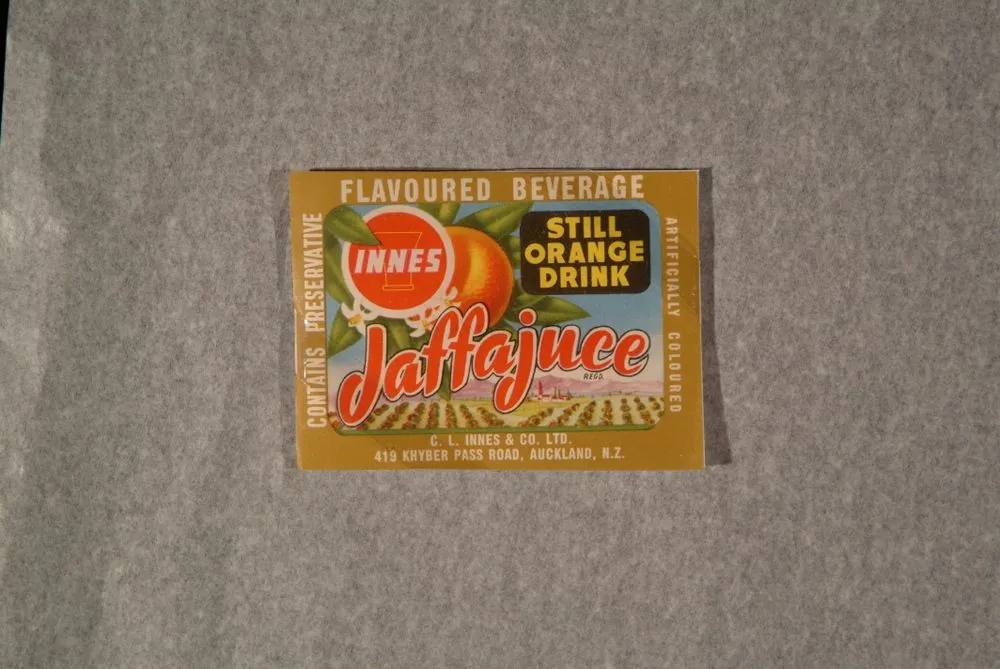 FLAVOURED BEVERAGE
CONTAINS PRESERVATIVE
INNES
STILL
ORANGE
DRINK
Jaffajuce
REGD.
ARTIFICIALLY COLOURED
C. L. INNES & CO. LTD.
419 KHYBER PASS ROAD, AUCKLAND, N.Z.